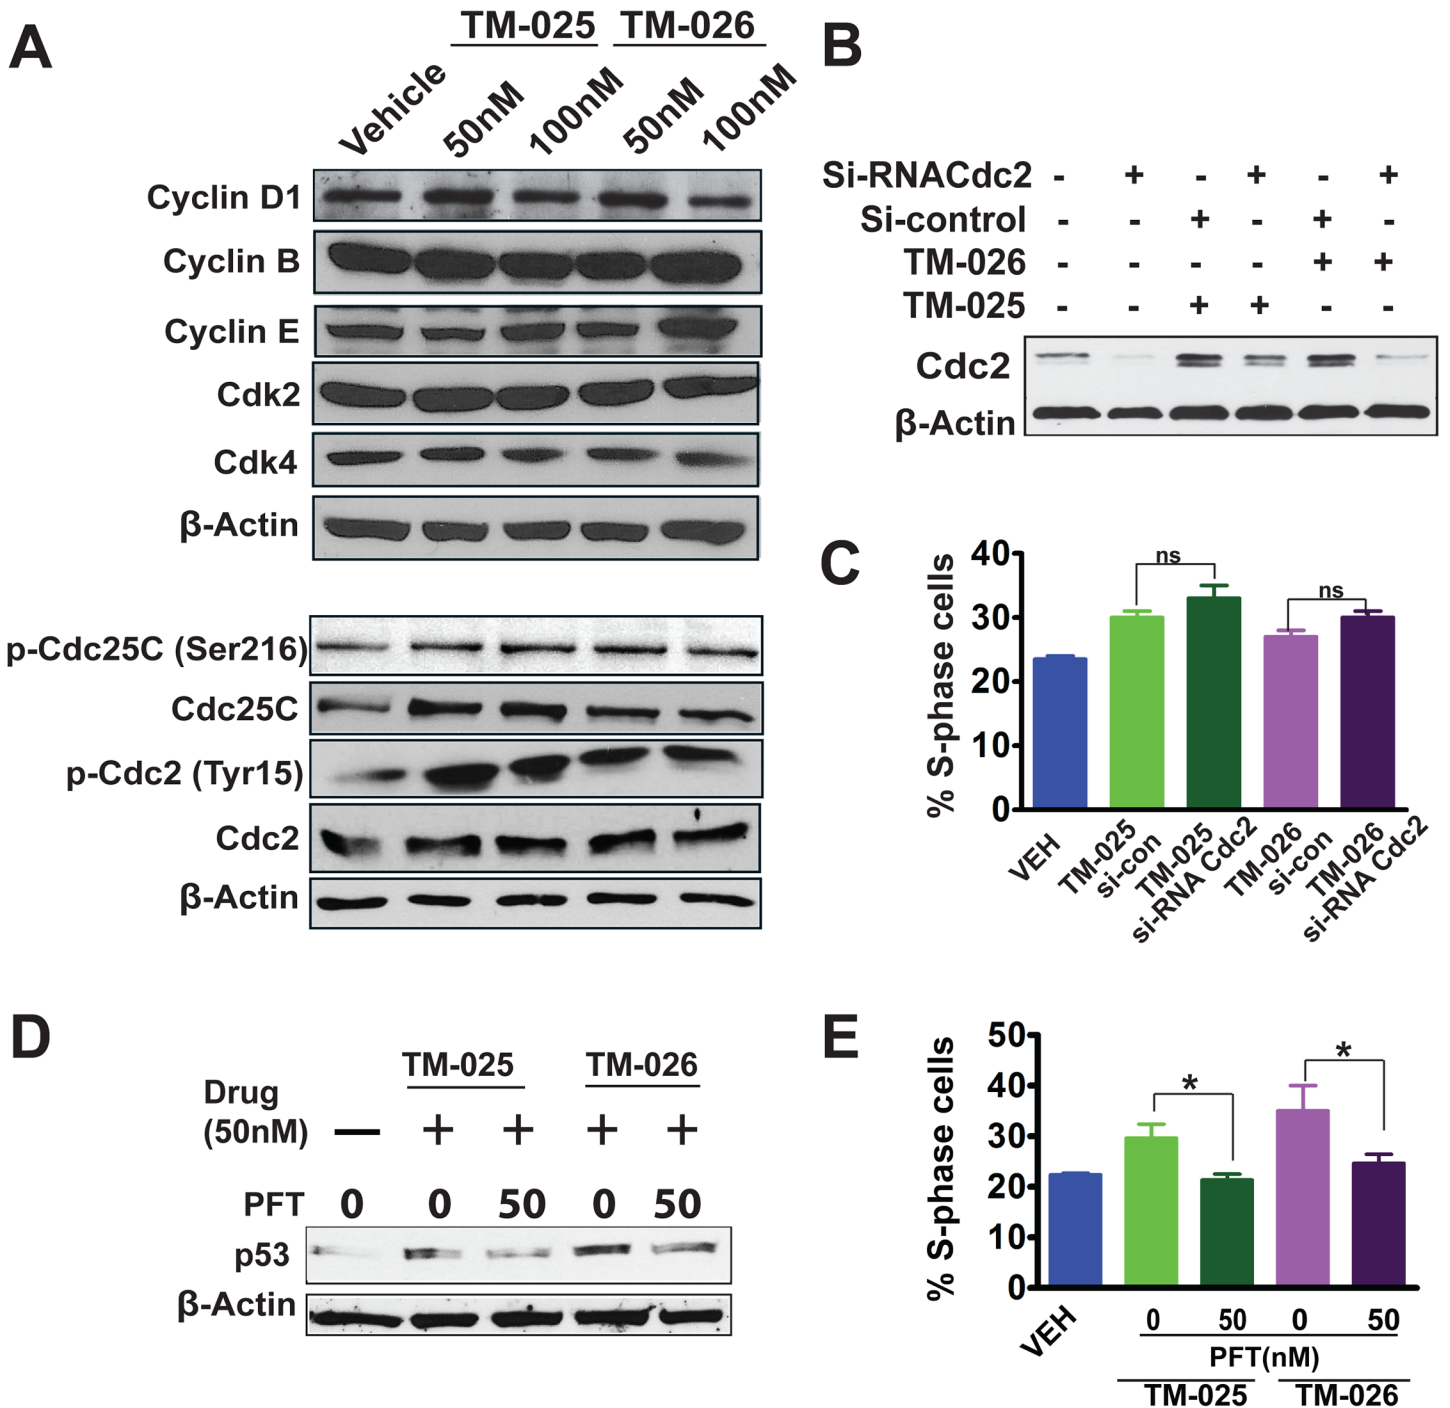 A
TM-025 TM-026
Vehicle 50nM 100nM 50nM 100nM
Cyclin D1
Cyclin B
Cyclin E
Cdk2
Cdk4
β-Actin
p-Cdc25C (Ser216)
Cdc25C
p-Cdc2 (Tyr15)
Cdc2
β-Actin
B
Si-RNACdc2 - + - + - +
Si-control - - + - + -
TM-026 - - - - + +
TM-025 - - + + - -
Cdc2
β-Actin
C
% S-phase cells
40
30
20
10
0
ns
ns
VEH
TM-025
si-con
TM-025
si-RNA Cdc2
TM-026
si-con
TM-026
si-RNA Cdc2
D
TM-025 TM-026
Drug
(50nM) — + + + +
PFT 0 0 50 0 50
p53
β-Actin
E
% S-phase cells
50
40
30
20
10
0
*
*
VEH
0 50 0 50
PFT(nM)
TM-025 TM-026